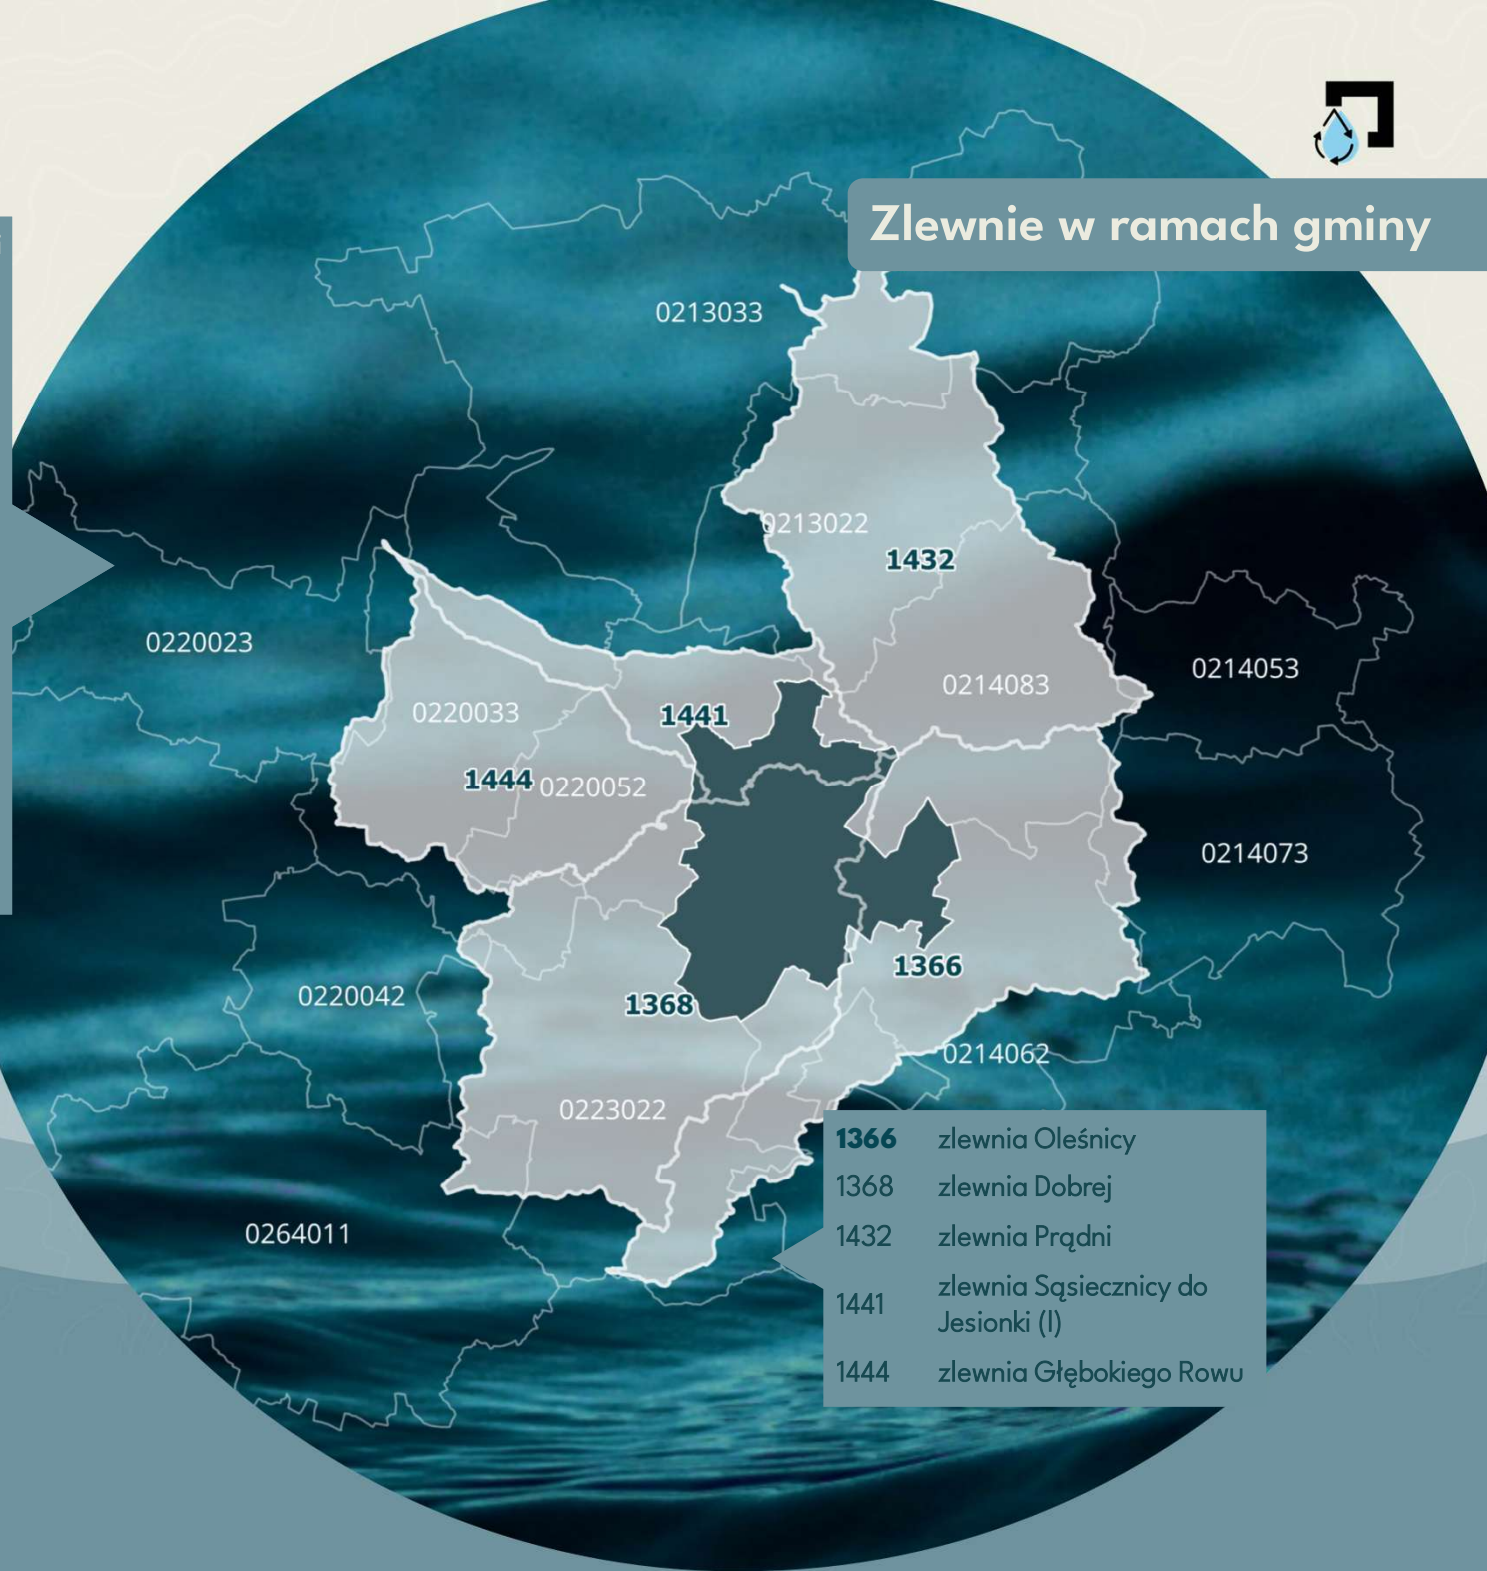 Zlewnie w ramach gminy
0213033
0213022
1432
0220023
0214053
0214083
0220033
1441
1444
0220052
0214073
1366
0220042
1368
0214062
0223022
0264011
1366 zlewnia Oleśnicy
1368 zlewnia Dobrej
1432 zlewnia Prądni
1441 zlewnia Sąsiecznicy do
Jesionki (l)
1444 zlewnia Głębokiego Rowu